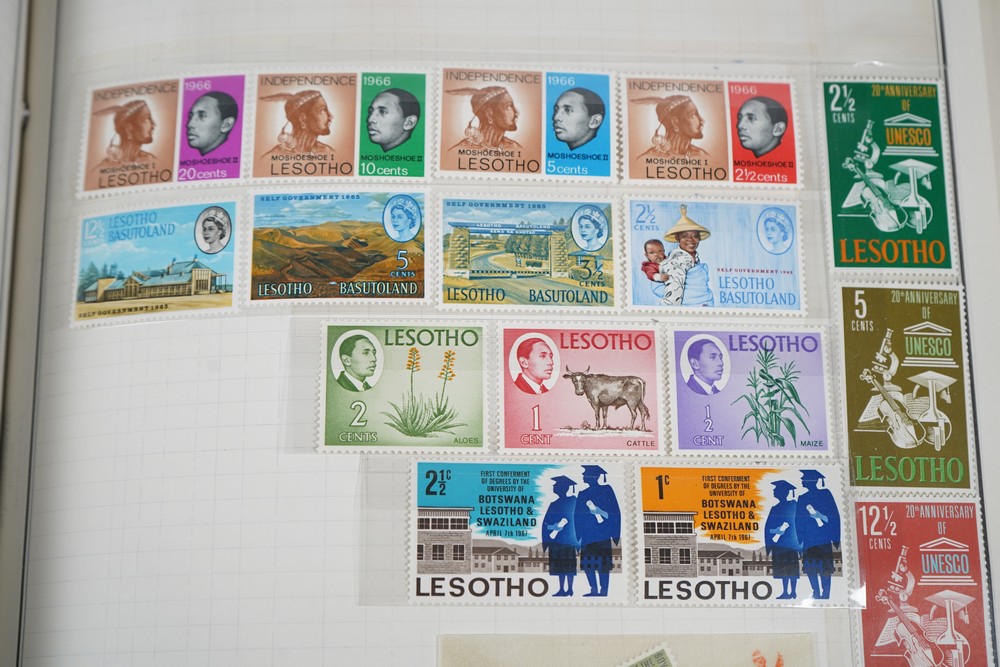 INDEPENDENCE
1966
MOSHOESHOE I
MOSHOESHOE II
LESOTHO
20 cents
INDEPENDENCE
1966
MOSHOESHOE I
MOSHOESHOE II
LESOTHO
10 cents
INDEPENDENCE
1966
MOSHOESHOE I
MOSHOESHOE II
LESOTHO
5 cents
INDEPENDENCE
1966
MOSHOESHOE I
MOSHOESHOE II
LESOTHO
2½ cents
2½
CENTS
20th ANNIVERSARY
OF
UNESCO
LESOTHO
12½
CENTS
LESOTHO
BASUTOLAND
SELF GOVERNMENT 1965
SELF GOVERNMENT 1965
5
CENTS
LESOTHO BASUTOLAND
SELF GOVERNMENT 1965
3½
CENTS
LESOTHO BASUTOLAND
2½
CENTS
SELF GOVERNMENT 1965
LESOTHO
BASUTOLAND
5
CENTS
20th ANNIVERSARY
OF
UNESCO
LESOTHO
LESOTHO
2
CENTS
ALOES
LESOTHO
1
CENT
CATTLE
LESOTHO
½
CENT
MAIZE
2½C
FIRST CONFERMENT
OF DEGREES BY THE
UNIVERSITY OF
BOTSWANA
LESOTHO &
SWAZILAND
APRIL 7th 1967
LESOTHO
1C
FIRST CONFERMENT
OF DEGREES BY THE
UNIVERSITY OF
BOTSWANA
LESOTHO &
SWAZILAND
APRIL 7th 1967
LESOTHO
12½
CENTS
20th ANNIVERSARY
OF
UNESCO